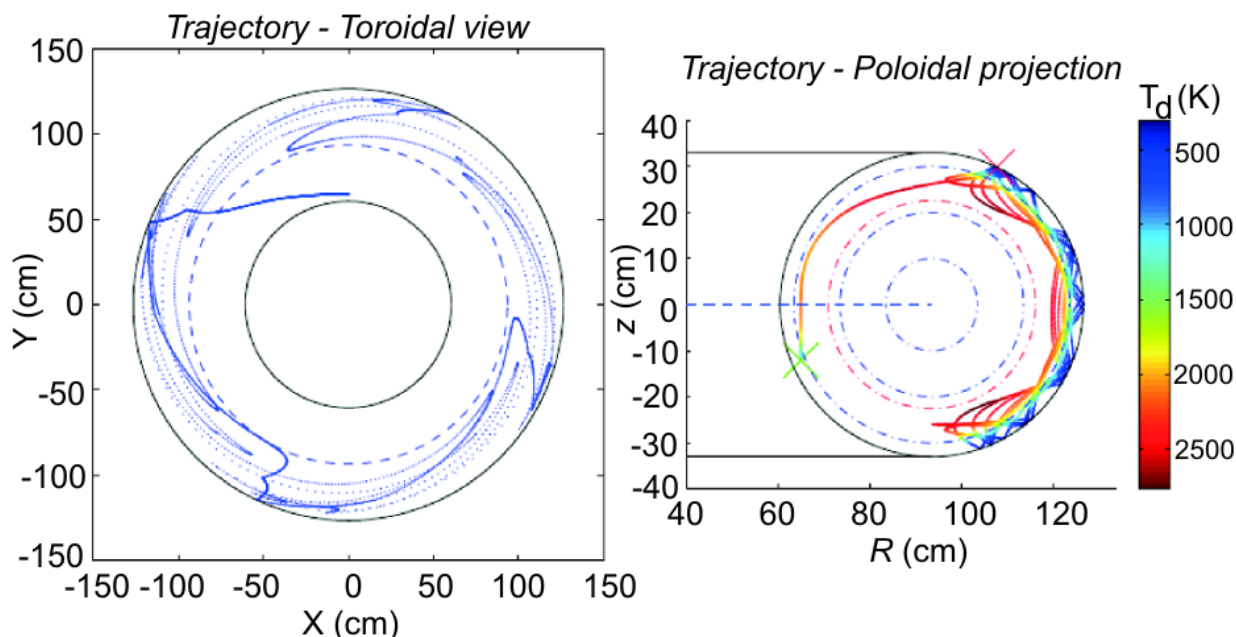 Trajectory - Toroidal view
150
100
50
0
-50
-100
-150
Y (cm)
-150 -100 -50 0 50 100 150
X (cm)
Trajectory - Poloidal projection
40
30
20
10
0
-10
-20
-30
-40
z (cm)
40 60 80 100 120
R (cm)
Td (K)
500
1000
1500
2000
2500